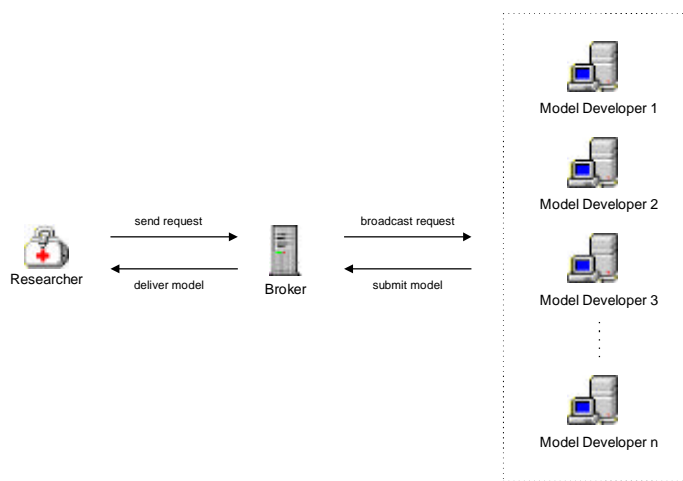 Model Developer 1
Model Developer 2
send request
broadcast request
Researcher
deliver model
Broker
submit model
Model Developer 3
Model Developer n